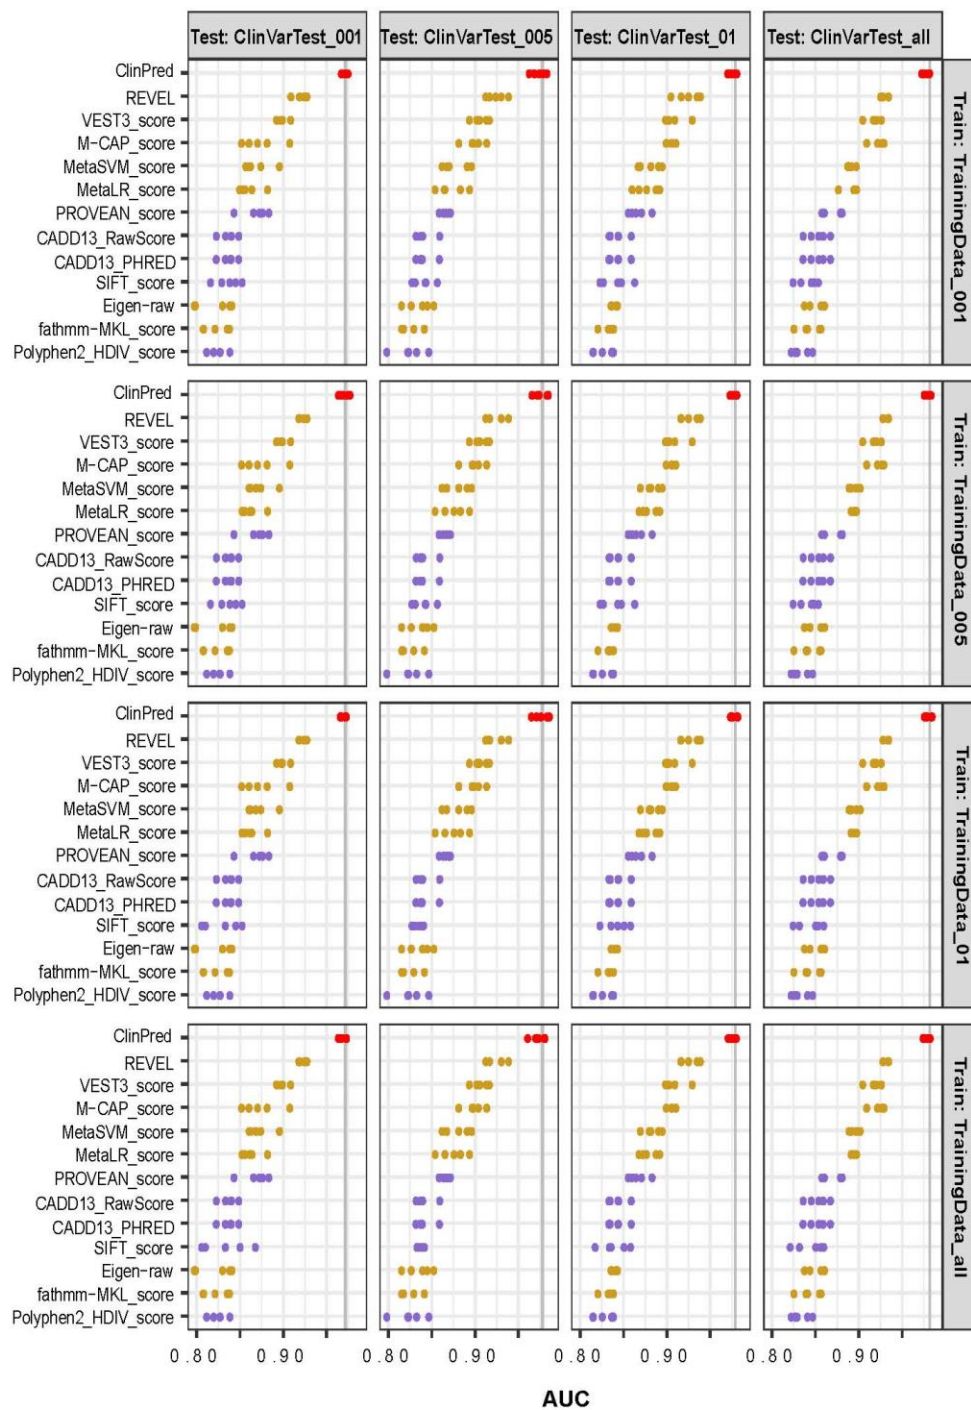 Test: ClinVarTest_001 Test: ClinVarTest_005 Test: ClinVarTest_01 Test: ClinVarTest_all
ClinPred
REVEL
VEST3_score
M-CAP_score
MetaSVM_score
MetaLR_score
PROVEAN_score
CADD13_RawScore
CADD13_PHRED
SIFT_score
Eigen-raw
fathmm-MKL_score
Polyphen2_HDIV_score
Train: TrainingData_001
ClinPred
REVEL
VEST3_score
M-CAP_score
MetaSVM_score
MetaLR_score
PROVEAN_score
CADD13_RawScore
CADD13_PHRED
SIFT_score
Eigen-raw
fathmm-MKL_score
Polyphen2_HDIV_score
Train: TrainingData_005
ClinPred
REVEL
VEST3_score
M-CAP_score
MetaSVM_score
MetaLR_score
PROVEAN_score
CADD13_RawScore
CADD13_PHRED
SIFT_score
Eigen-raw
fathmm-MKL_score
Polyphen2_HDIV_score
Train: TrainingData_01
ClinPred
REVEL
VEST3_score
M-CAP_score
MetaSVM_score
MetaLR_score
PROVEAN_score
CADD13_RawScore
CADD13_PHRED
SIFT_score
Eigen-raw
fathmm-MKL_score
Polyphen2_HDIV_score
Train: TrainingData_all
0.80 0.90 0.80 0.90 0.80 0.90 0.80 0.90
AUC